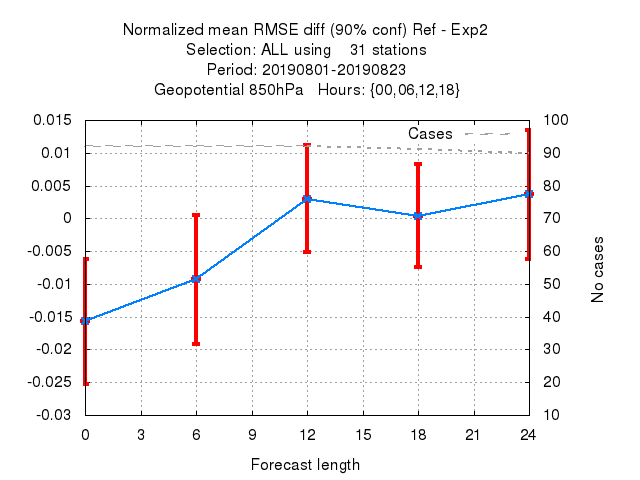 Normalized mean RMSE diff (90% conf) Ref - Exp2
Selection: ALL using    31 stations
Period: 20190801-20190823
Geopotential 850hPa   Hours: {00,06,12,18}
Cases
0.015
0.01
0.005
0
-0.005
-0.01
-0.015
-0.02
-0.025
-0.03
100
90
80
70
60
50
40
30
20
10
No cases
0 3 6 9 12 15 18 21 24
Forecast length